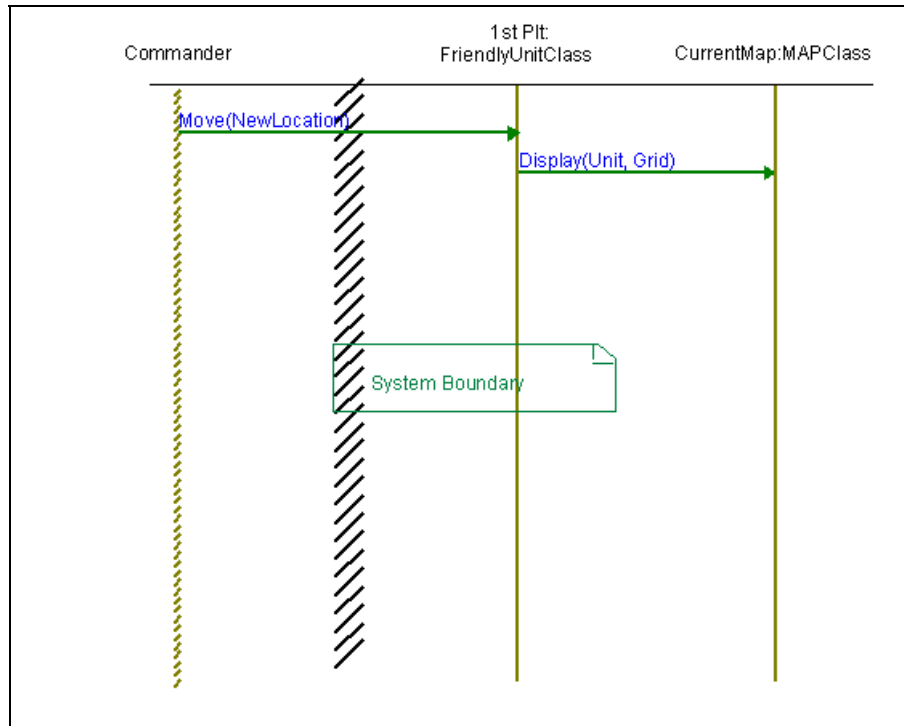 Commander
1st Plt:
FriendlyUnitClass
CurrentMap:MAPClass
Move(NewLocation)
Display(Unit, Grid)
System Boundary